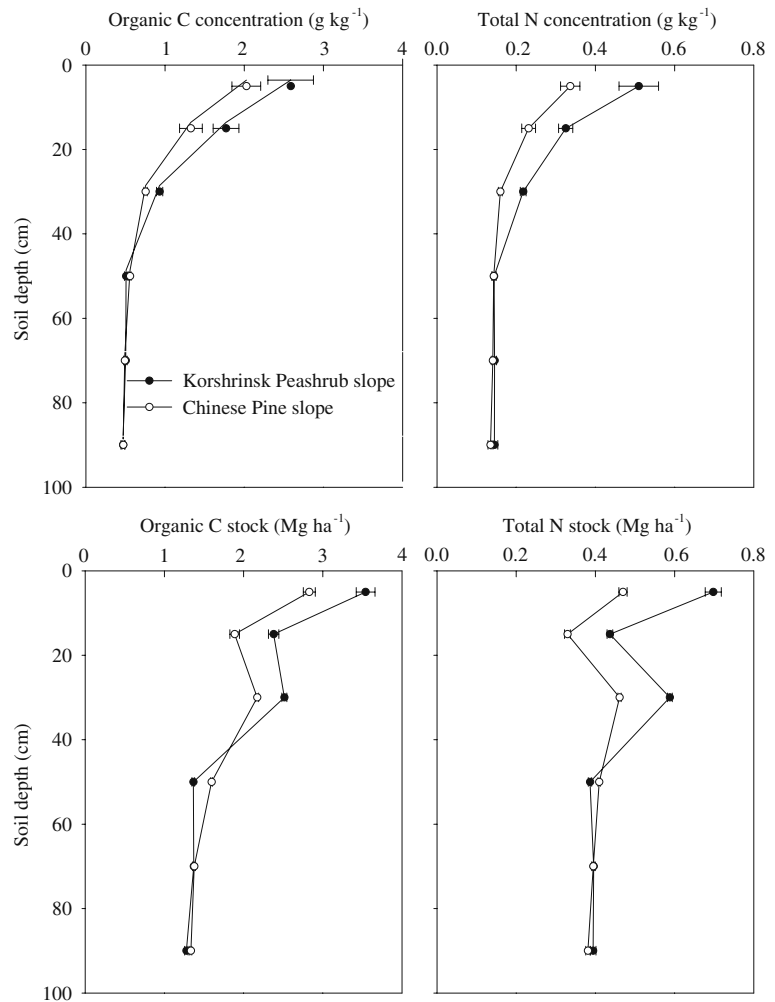 Organic C concentration (g kg⁻¹)
Total N concentration (g kg⁻¹)
0 1 2 3 4
0.0 0.2 0.4 0.6 0.8
0
20
40
60
80
100
Soil depth (cm)
Korshrinsk Peashrub slope
Chinese Pine slope
Organic C stock (Mg ha⁻¹)
Total N stock (Mg ha⁻¹)
0 1 2 3 4
0.0 0.2 0.4 0.6 0.8
0
20
40
60
80
100
Soil depth (cm)